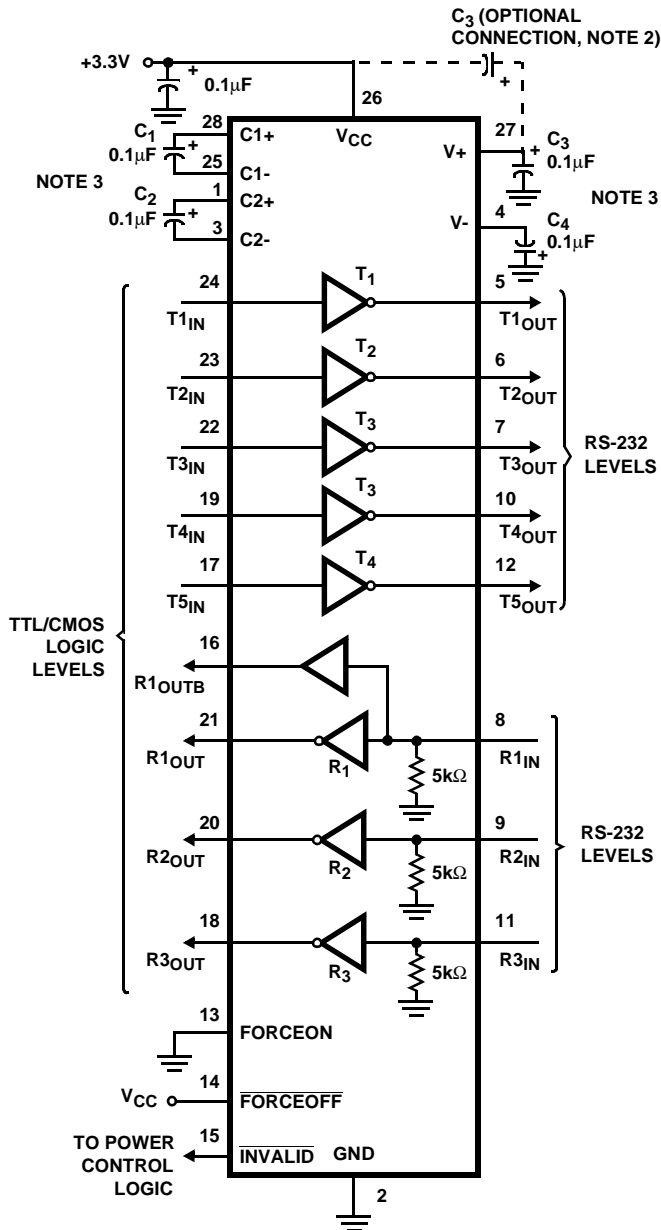 C3 (OPTIONAL
CONNECTION, NOTE 2)
+3.3V
+
0.1μF
+
26
VCC
28
C1+
C1
0.1μF
+
25
C1-
27
V+
+
C3
0.1μF
NOTE 3
1
C2+
C2
0.1μF
+
3
C2-
NOTE 3
4
V-
C4
0.1μF
+
24
T1IN
T1
5
T1OUT
23
T2IN
T2
6
T2OUT
22
T3IN
T3
7
T3OUT
RS-232
LEVELS
19
T4IN
T3
10
T4OUT
17
T5IN
T4
12
T5OUT
TTL/CMOS
LOGIC
LEVELS
16
R1OUTB
21
R1OUT
R1
5kΩ
8
R1IN
20
R2OUT
R2
5kΩ
9
R2IN
RS-232
LEVELS
18
R3OUT
R3
5kΩ
11
R3IN
13
FORCEON
14
VCC
FORCEOFF
15
TO POWER
CONTROL
LOGIC
INVALID
GND
2